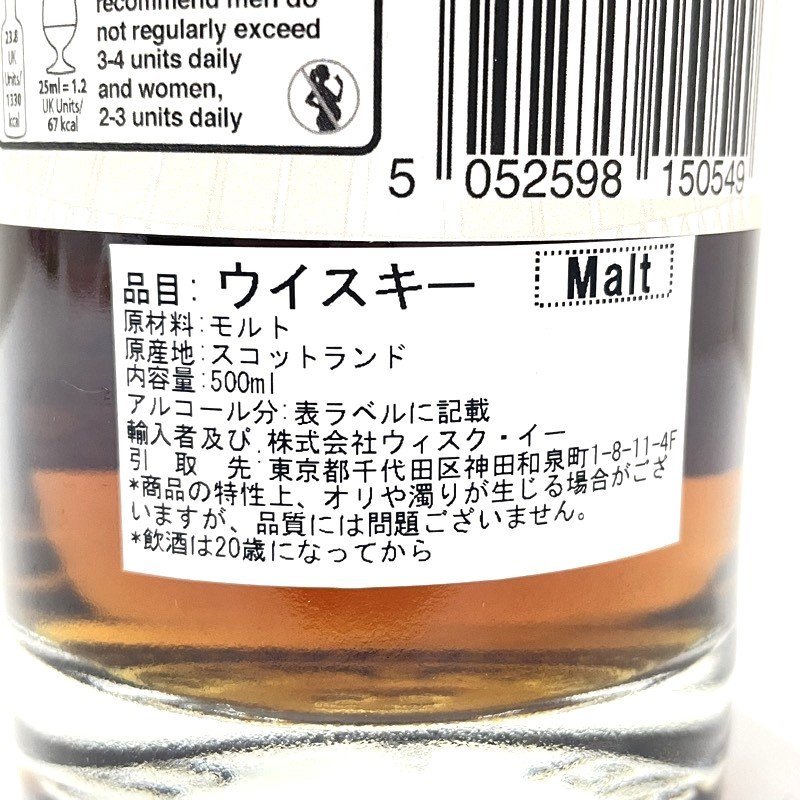 recommend men do
not regularly exceed
3-4 units daily
and women,
2-3 units daily
23.8
UK
Units/
1330
kcal
25ml=1.2
UK Units/
67 kcal
5 052598 150549
品目: ウイスキー
Malt
原材料:モルト
原産地:スコットランド
内容量:500ml
アルコール分:表ラベルに記載
輸入者及び 株式会社ウィスク・イー
引取先:東京都千代田区神田和泉町1-8-11-4F
*商品の特性上、オリや濁りが生じる場合がござ
いますが、品質には問題ございません。
*飲酒は20歳になってから